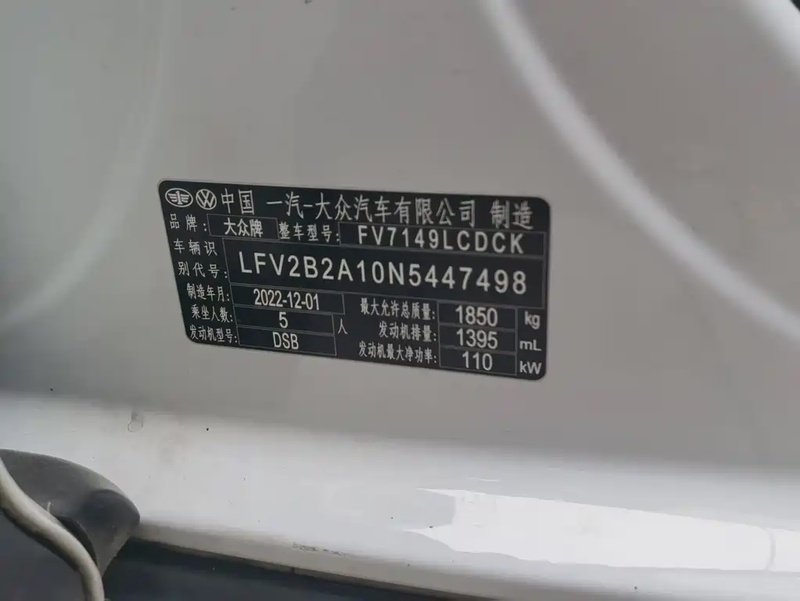 中国 一汽-大众汽车有限公司 制造
品牌: 大众牌 整车型号: FV7149LCDCK
车辆识别代号: LFV2B2A10N5447498
制造年月: 2022-12-01 最大允许总质量: 1850 kg
乘坐人数: 5 人 发动机排量: 1395 mL
发动机型号: DSB 发动机最大净功率: 110 kW